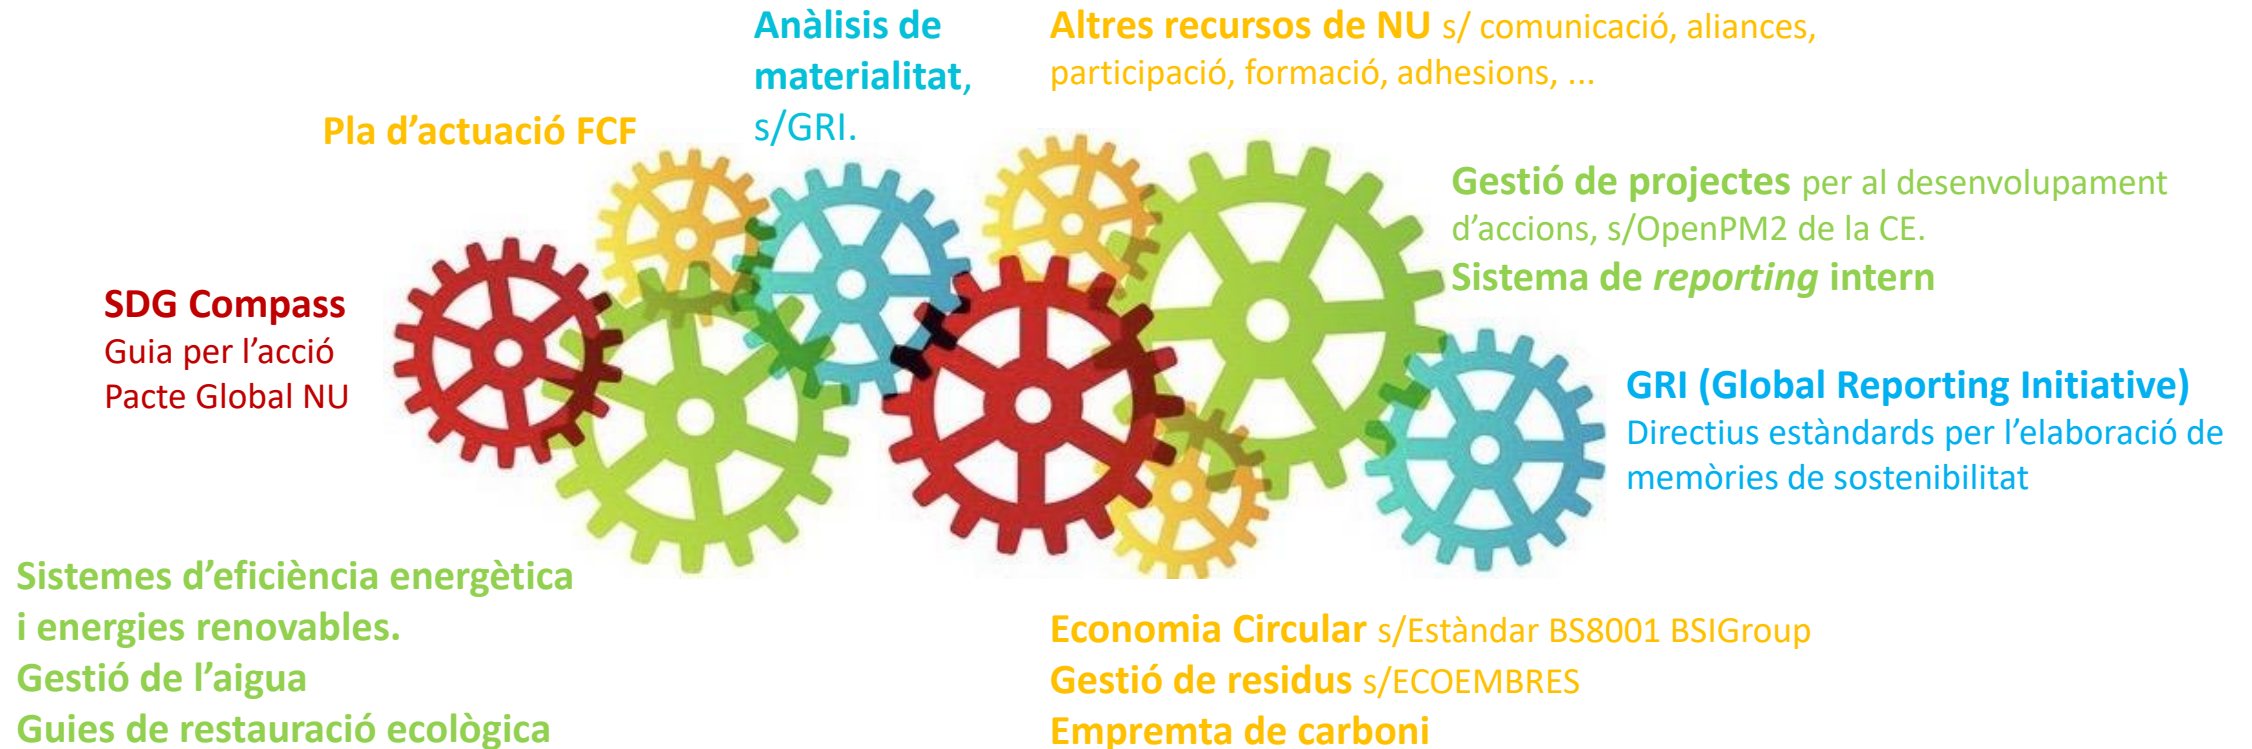 Anàlisis de
materialitat,
s/GRI.
Altres recursos de NU s/ comunicació, aliances,
participació, formació, adhesions, ...
Pla d'actuació FCF
Gestió de projectes per al desenvolupament
d'accions, s/OpenPM2 de la CE.
Sistema de reporting intern
SDG Compass
Guia per l'acció
Pacte Global NU
GRI (Global Reporting Initiative)
Directius estàndards per l'elaboració de
memòries de sostenibilitat
Sistemes d'eficiència energètica
i energies renovables.
Gestió de l'aigua
Guies de restauració ecològica
Economia Circular s/Estàndar BS8001 BSIGroup
Gestió de residus s/ECOEMBRES
Empremta de carboni